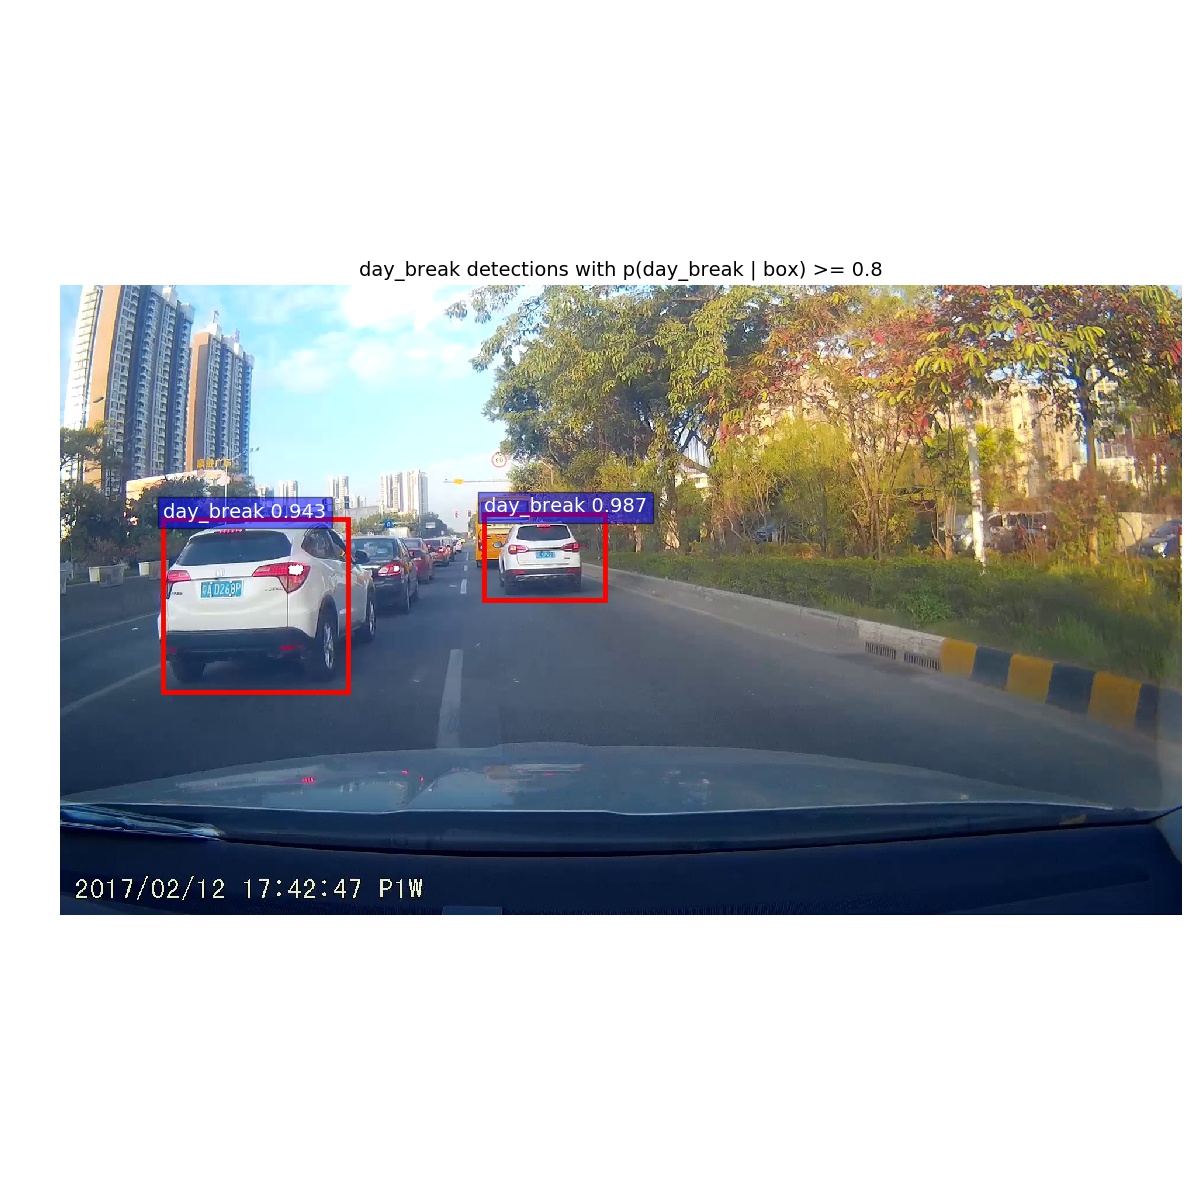 day_break detections with p(day_break | box) >= 0.8
day_break 0.943
day_break 0.987
2017/02/12 17:42:47 P1W